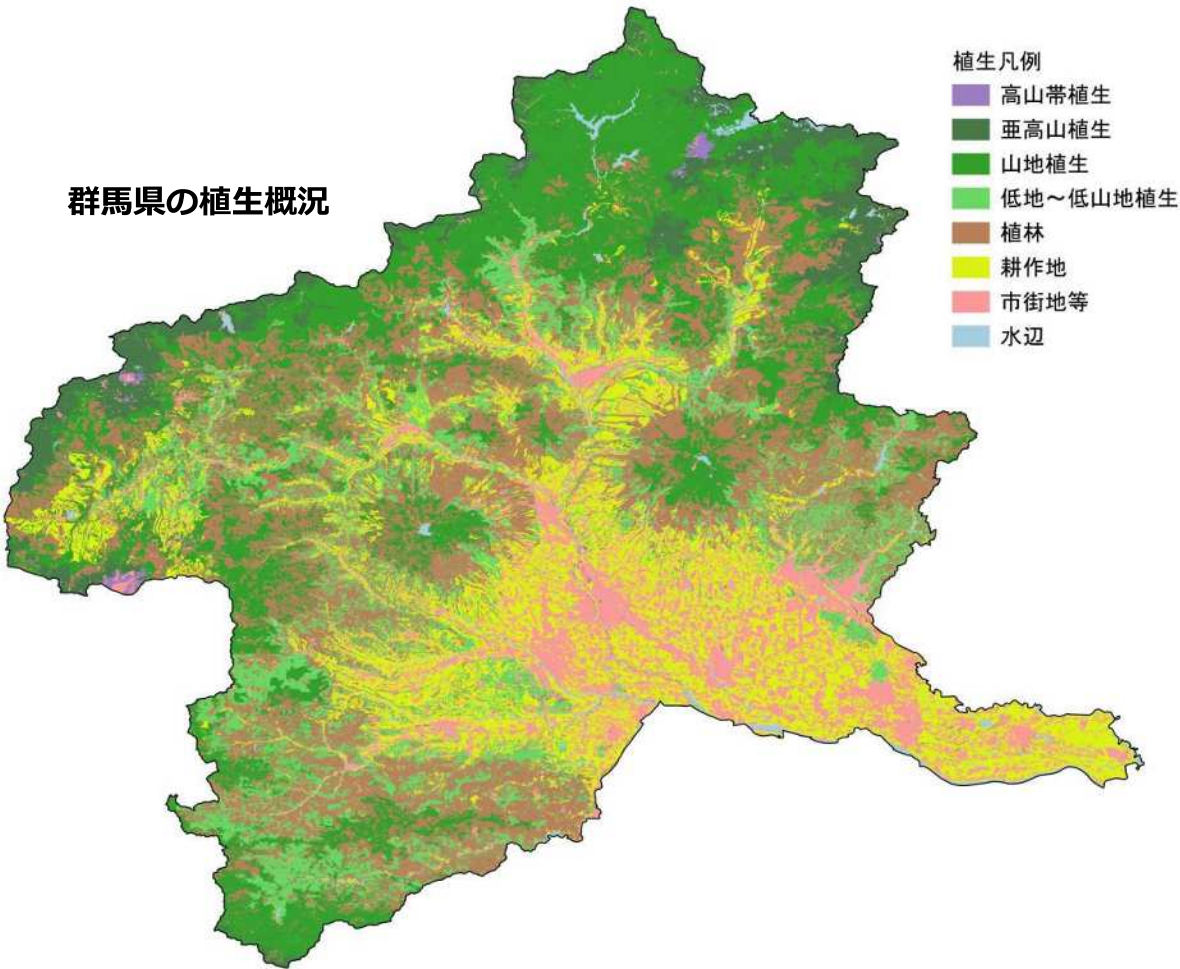 群馬県の植生概況
植生凡例
高山帯植生
亜高山植生
山地植生
低地～低山地植生
植林
耕作地
市街地等
水辺